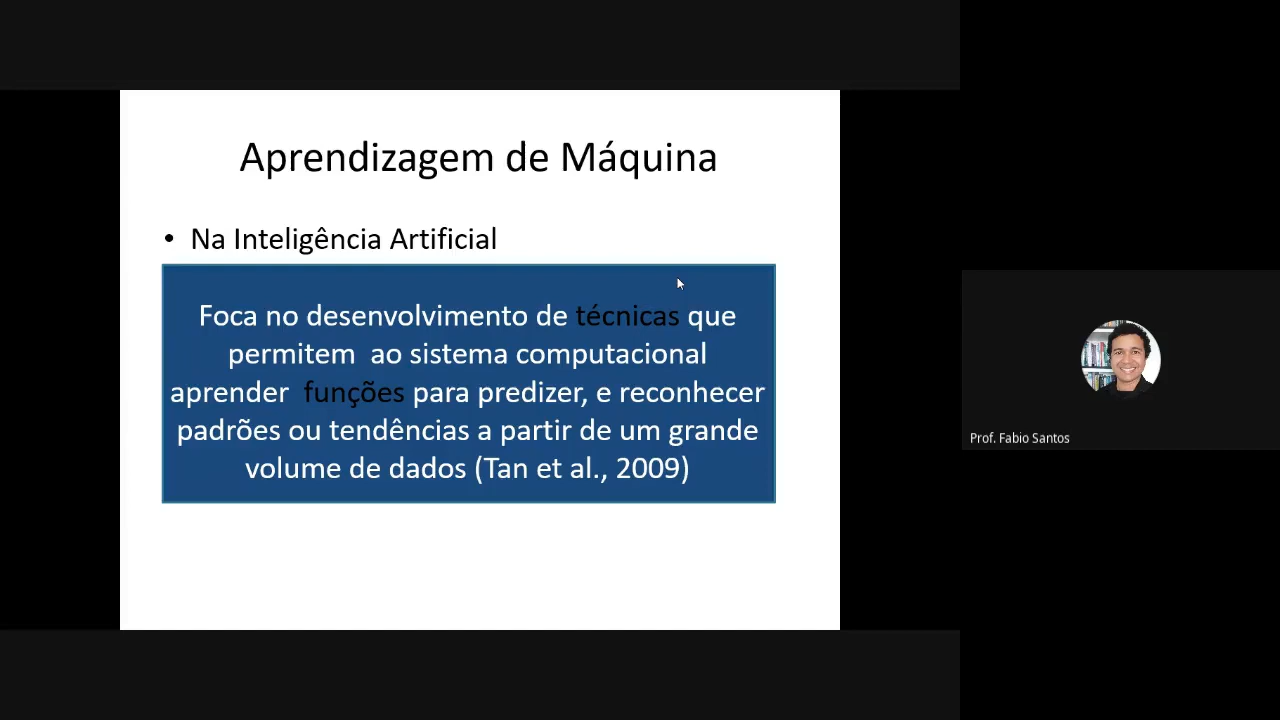 Aprendizagem de Máquina
• Na Inteligência Artificial
Foca no desenvolvimento de técnicas que
permitem ao sistema computacional
aprender funções para predizer, e reconhecer
padrões ou tendências a partir de um grande
volume de dados (Tan et al., 2009)
Prof. Fabio Santos